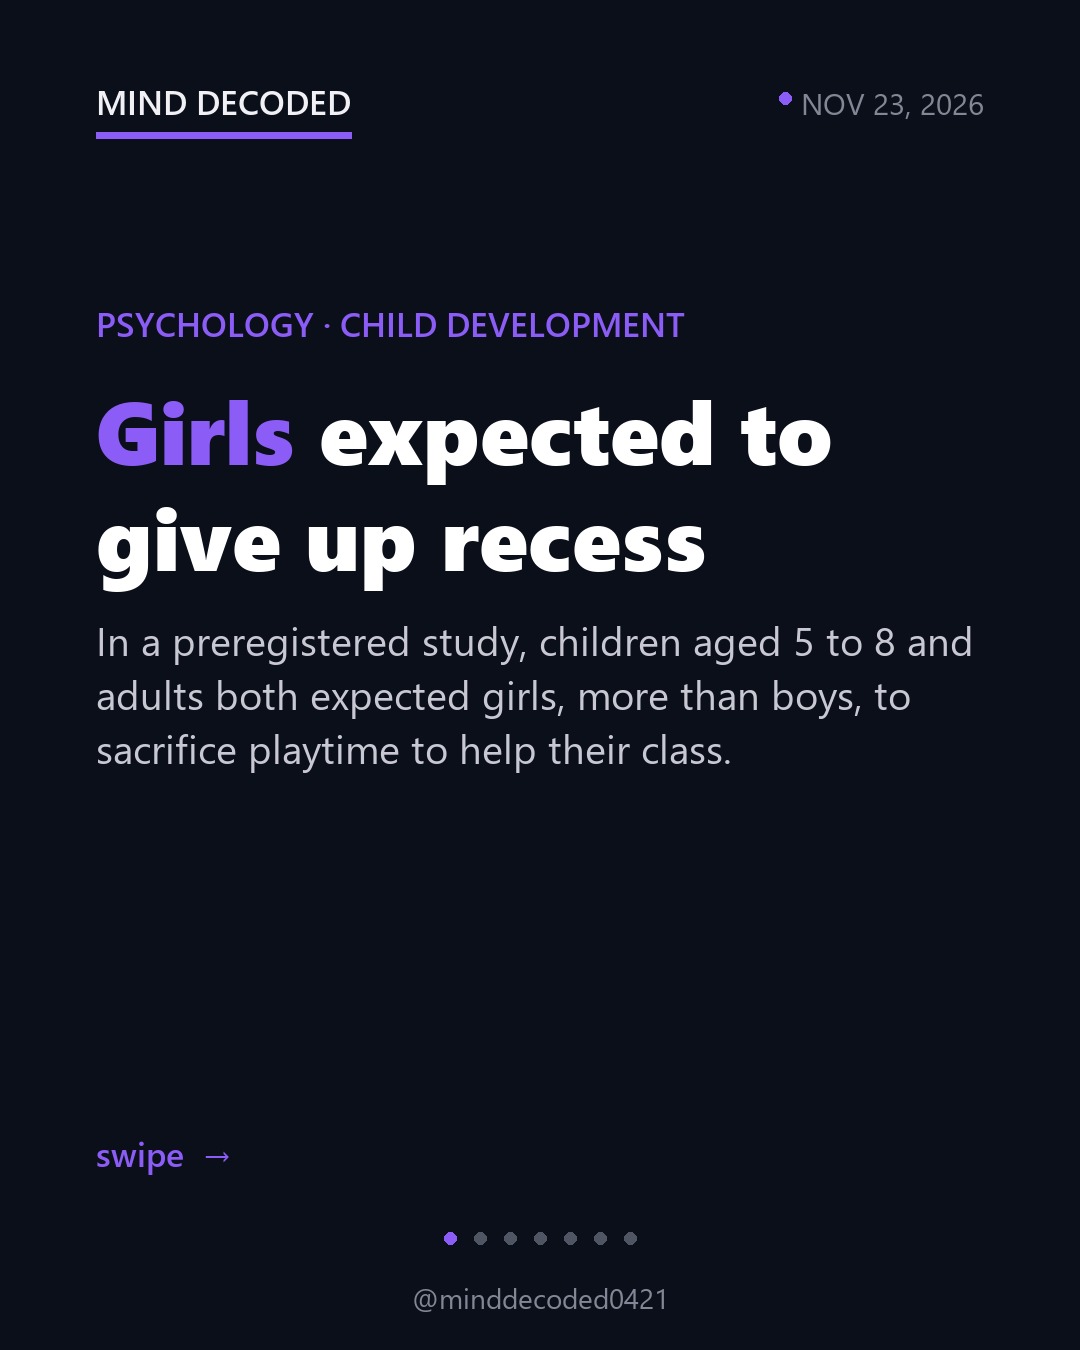 MIND DECODED
NOV 23, 2026
PSYCHOLOGY · CHILD DEVELOPMENT
Girls expected to
give up recess
In a preregistered study, children aged 5 to 8 and
adults both expected girls, more than boys, to
sacrifice playtime to help their class.
swipe →
@minddecoded0421